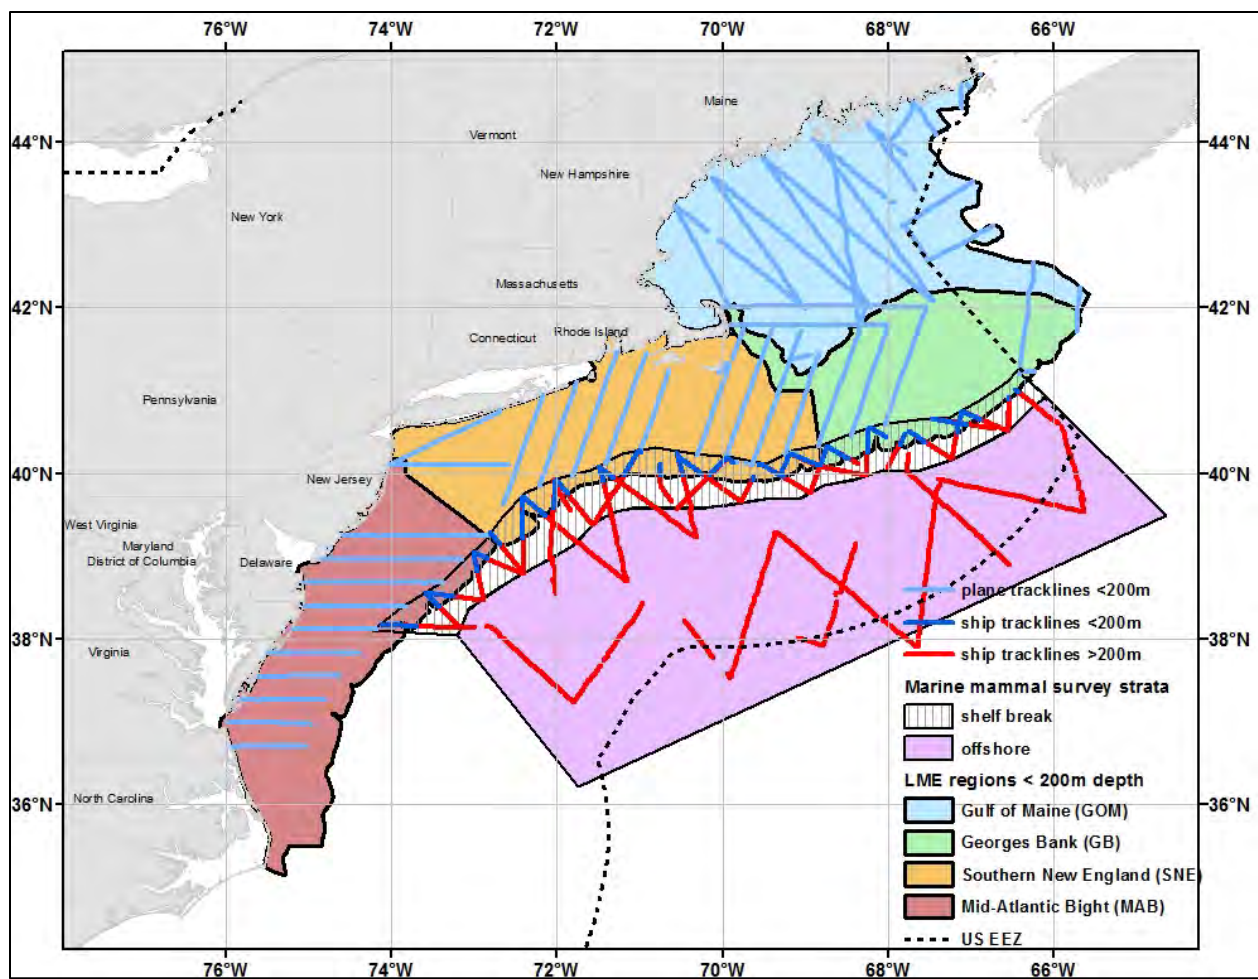 76°W 74°W 72°W 70°W 68°W 66°W
Maine
44°N 44°N
Vermont
New Hampshire
New York
Massachusetts
42°N 42°N
Rhode Island
Connecticut
Pennsylvania
40°N 40°N
New Jersey
West Virginia
Maryland
District of Columbia
Delaware
plane tracklines <200m
38°N 38°N
ship tracklines <200m
Virginia
ship tracklines >200m
Marine mammal survey strata
shelf break
offshore
LME regions < 200m depth
36°N 36°N
North Carolina
Gulf of Maine (GOM)
Georges Bank (GB)
Southern New England (SNE)
Mid-Atlantic Bight (MAB)
US EEZ
76°W 74°W 72°W 70°W 68°W 66°W